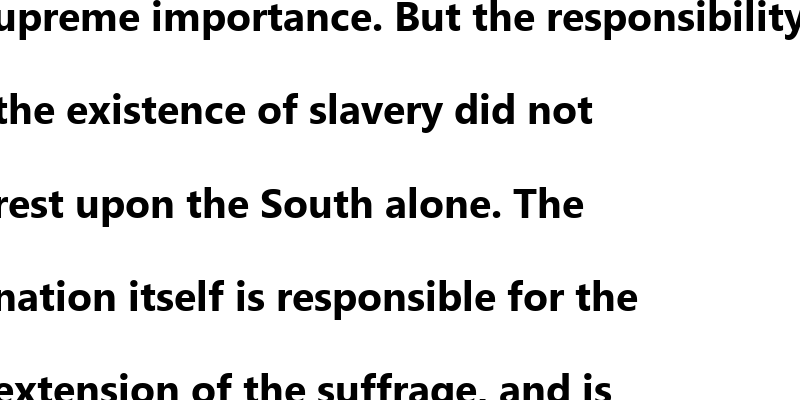 upreme importance. But the responsibility
the existence of slavery did not
rest upon the South alone. The
nation itself is responsible for the
extension of the suffrage, and is